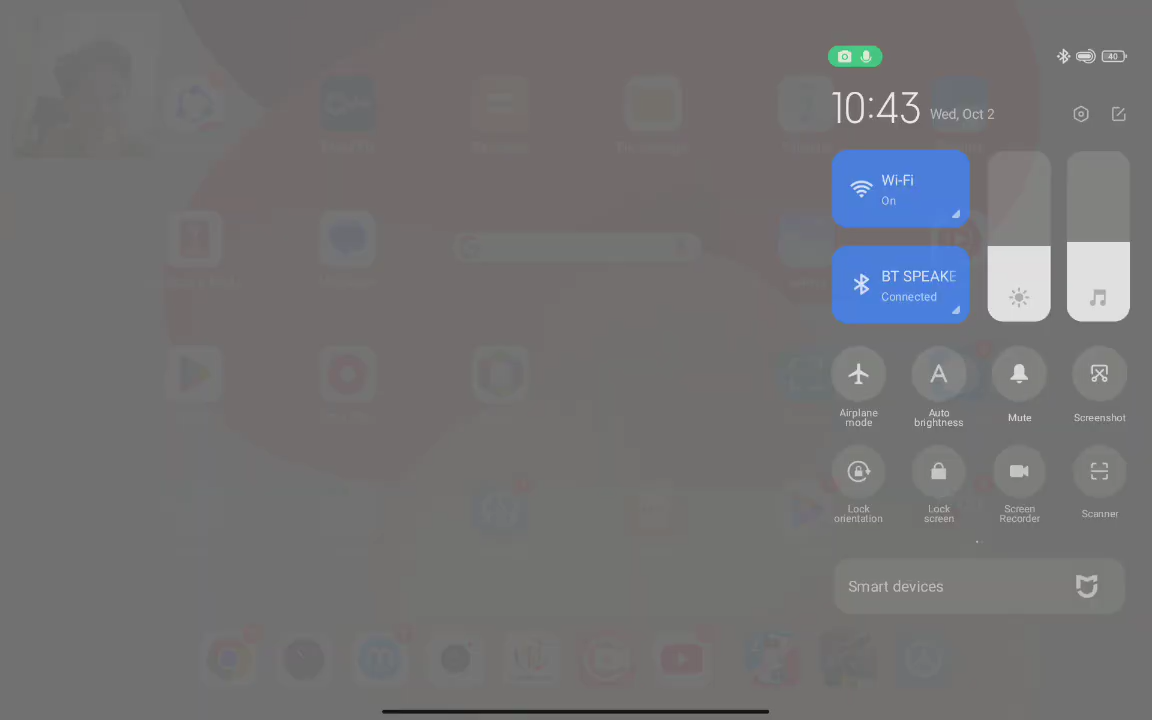 40
10:43 Wed, Oct 2
Wi-Fi
On
BT SPEAKE
Connected
Airplane
mode
Auto
brightness
Mute
Screenshot
Lock
orientation
Lock
screen
Screen
Recorder
Scanner
Smart devices